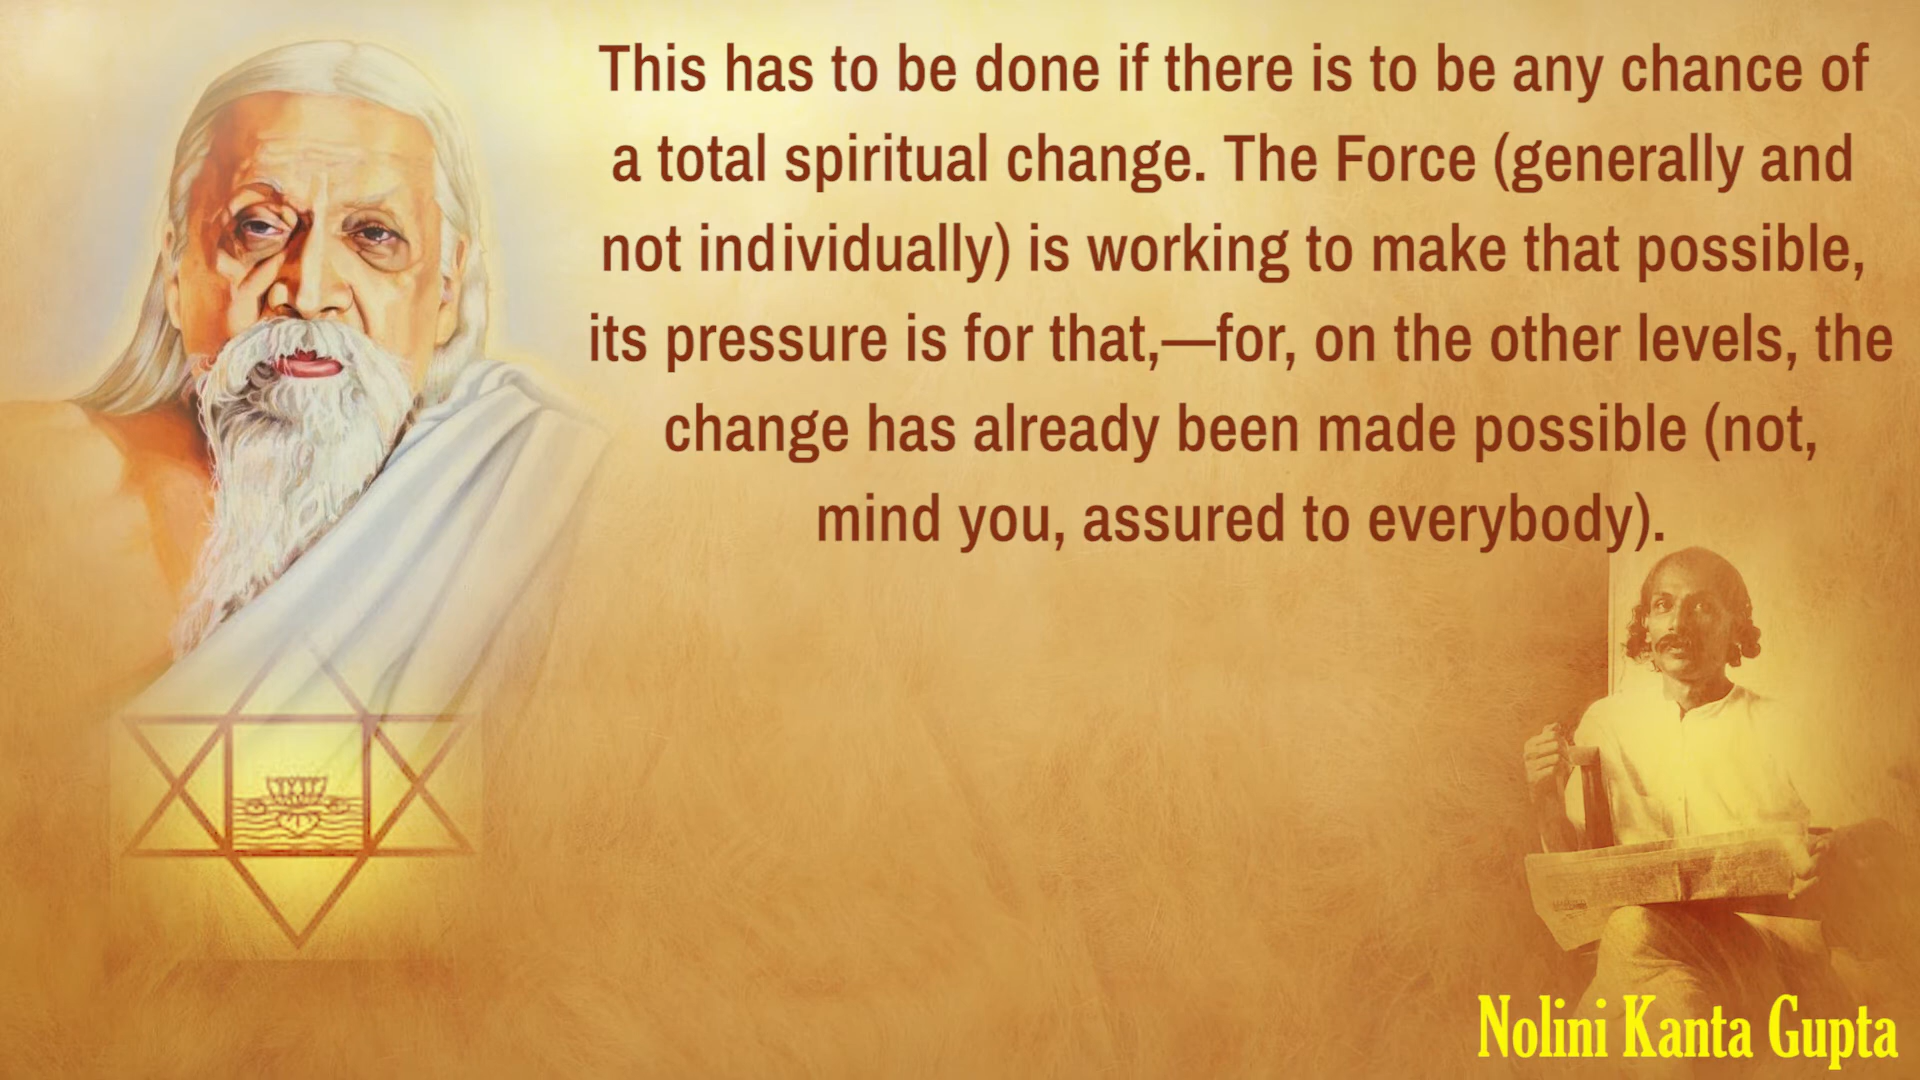 This has to be done if there is to be any chance of
a total spiritual change. The Force (generally and
not individually) is working to make that possible,
its pressure is for that,—for, on the other levels, the
change has already been made possible (not,
mind you, assured to everybody).
Nolini Kanta Gupta